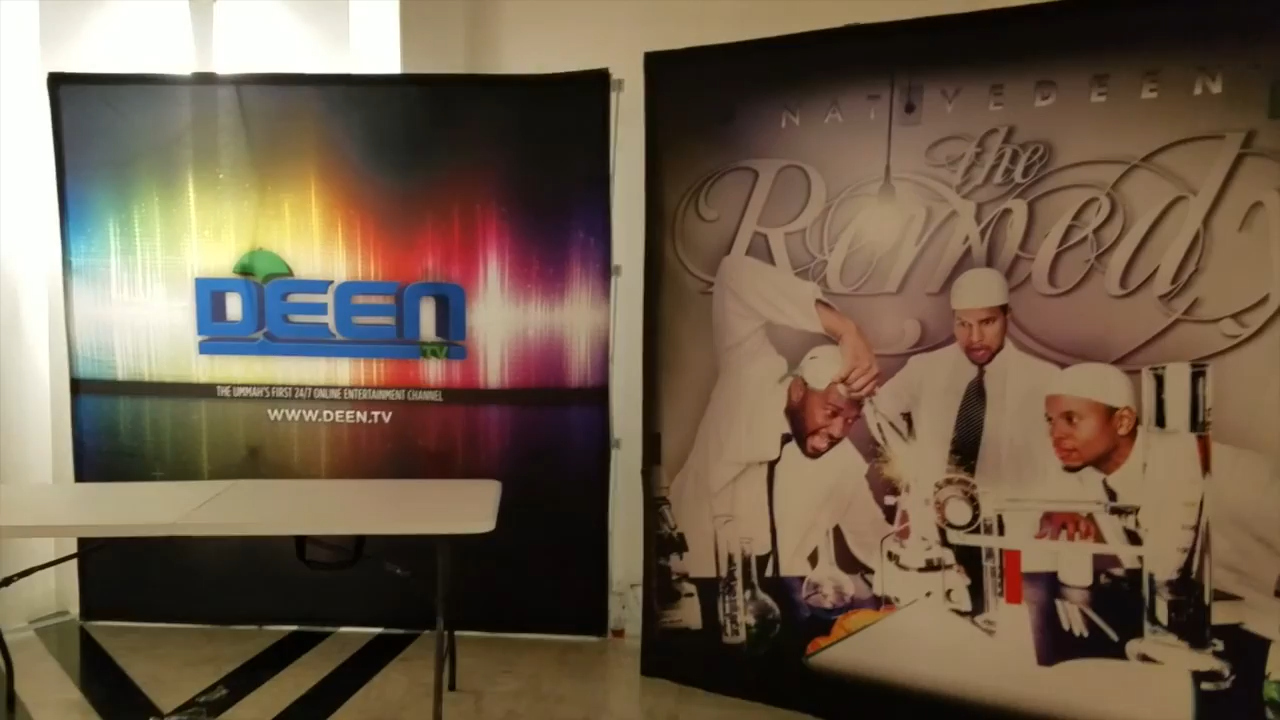 DEEN
.TV
THE UMMAH'S FIRST 24/7 ONLINE ENTERTAINMENT CHANNEL
WWW.DEEN.TV
NATIVEDEEN
the
Remedy